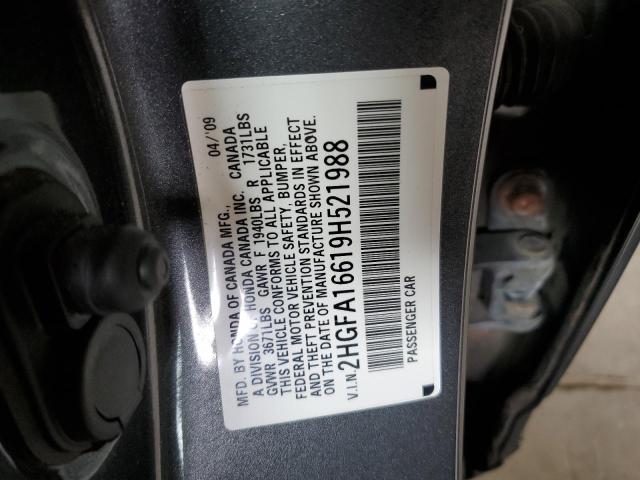 MFD. BY HONDA OF CANADA MFG. 04/'09
A DIVISION OF HONDA CANADA INC. CANADA
GVWR 3671LBS GAWR F 1940LBS R 1731LBS
THIS VEHICLE CONFORMS TO ALL APPLICABLE
FEDERAL MOTOR VEHICLE SAFETY, BUMPER,
AND THEFT PREVENTION STANDARDS IN EFFECT
ON THE DATE OF MANUFACTURE SHOWN ABOVE.
V.I.N. 2HGFA16619H521988
PASSENGER CAR